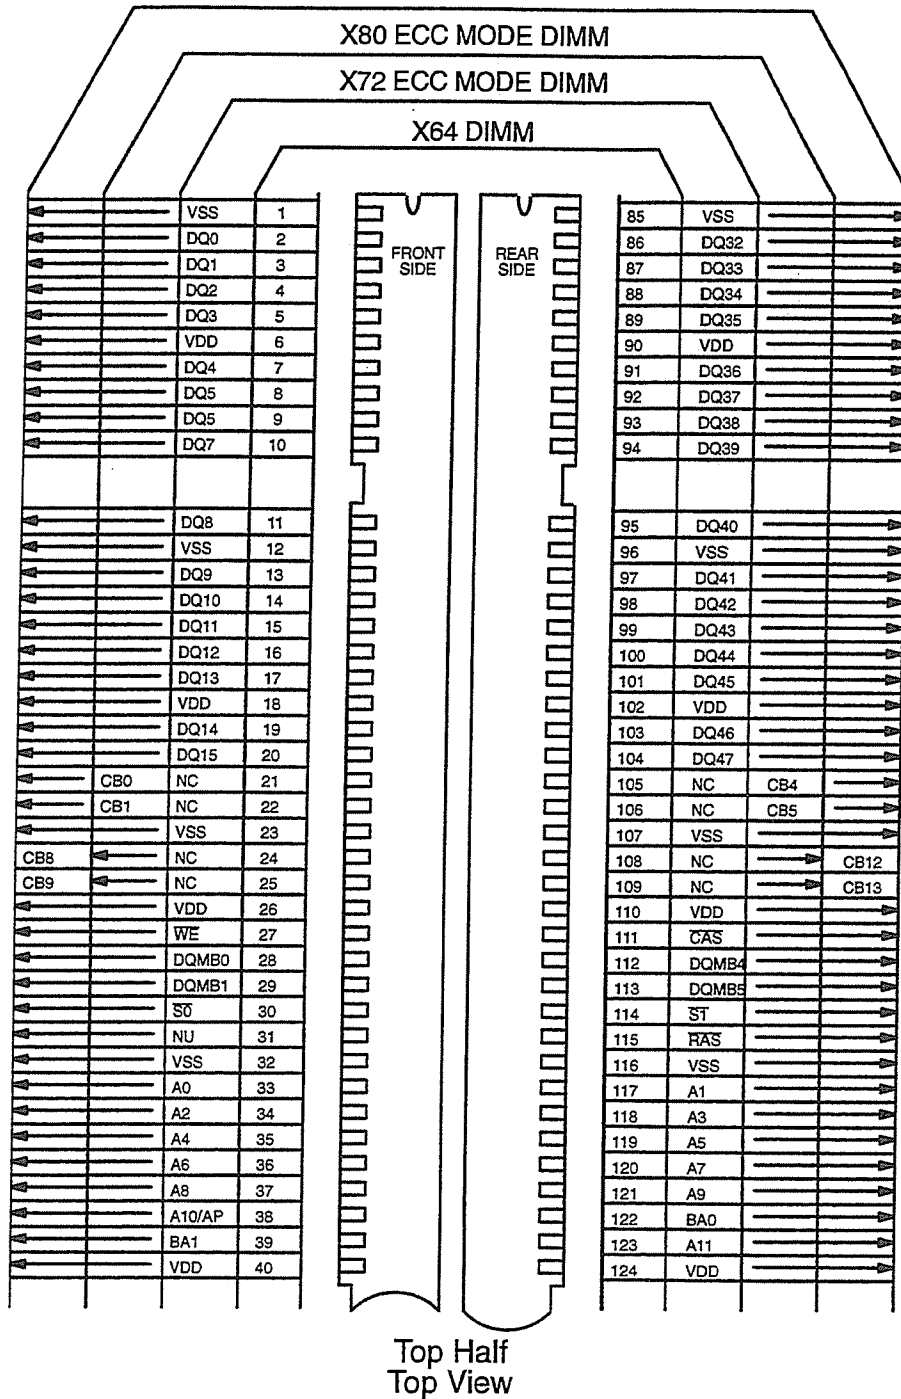 X80 ECC MODE DIMM
X72 ECC MODE DIMM
X64 DIMM
FRONT SIDE
REAR SIDE
VSS 1 85 VSS
DQ0 2 86 DQ32
DQ1 3 87 DQ33
DQ2 4 88 DQ34
DQ3 5 89 DQ35
VDD 6 90 VDD
DQ4 7 91 DQ36
DQ5 8 92 DQ37
DQ5 9 93 DQ38
DQ7 10 94 DQ39
DQ8 11 95 DQ40
VSS 12 96 VSS
DQ9 13 97 DQ41
DQ10 14 98 DQ42
DQ11 15 99 DQ43
DQ12 16 100 DQ44
DQ13 17 101 DQ45
VDD 18 102 VDD
DQ14 19 103 DQ46
DQ15 20 104 DQ47
CB0 NC 21 105 NC CB4
CB1 NC 22 106 NC CB5
VSS 23 107 VSS
CB8 NC 24 108 NC CB12
CB9 NC 25 109 NC CB13
VDD 26 110 VDD
W̅E̅ 27 111 C̅A̅S̅
DQMB0 28 112 DQMB4
DQMB1 29 113 DQMB5
S̅0̅ 30 114 S̅1̅
NU 31 115 R̅A̅S̅
VSS 32 116 VSS
A0 33 117 A1
A2 34 118 A3
A4 35 119 A5
A6 36 120 A7
A8 37 121 A9
A10/AP 38 122 BA0
BA1 39 123 A11
VDD 40 124 VDD
Top Half
Top View